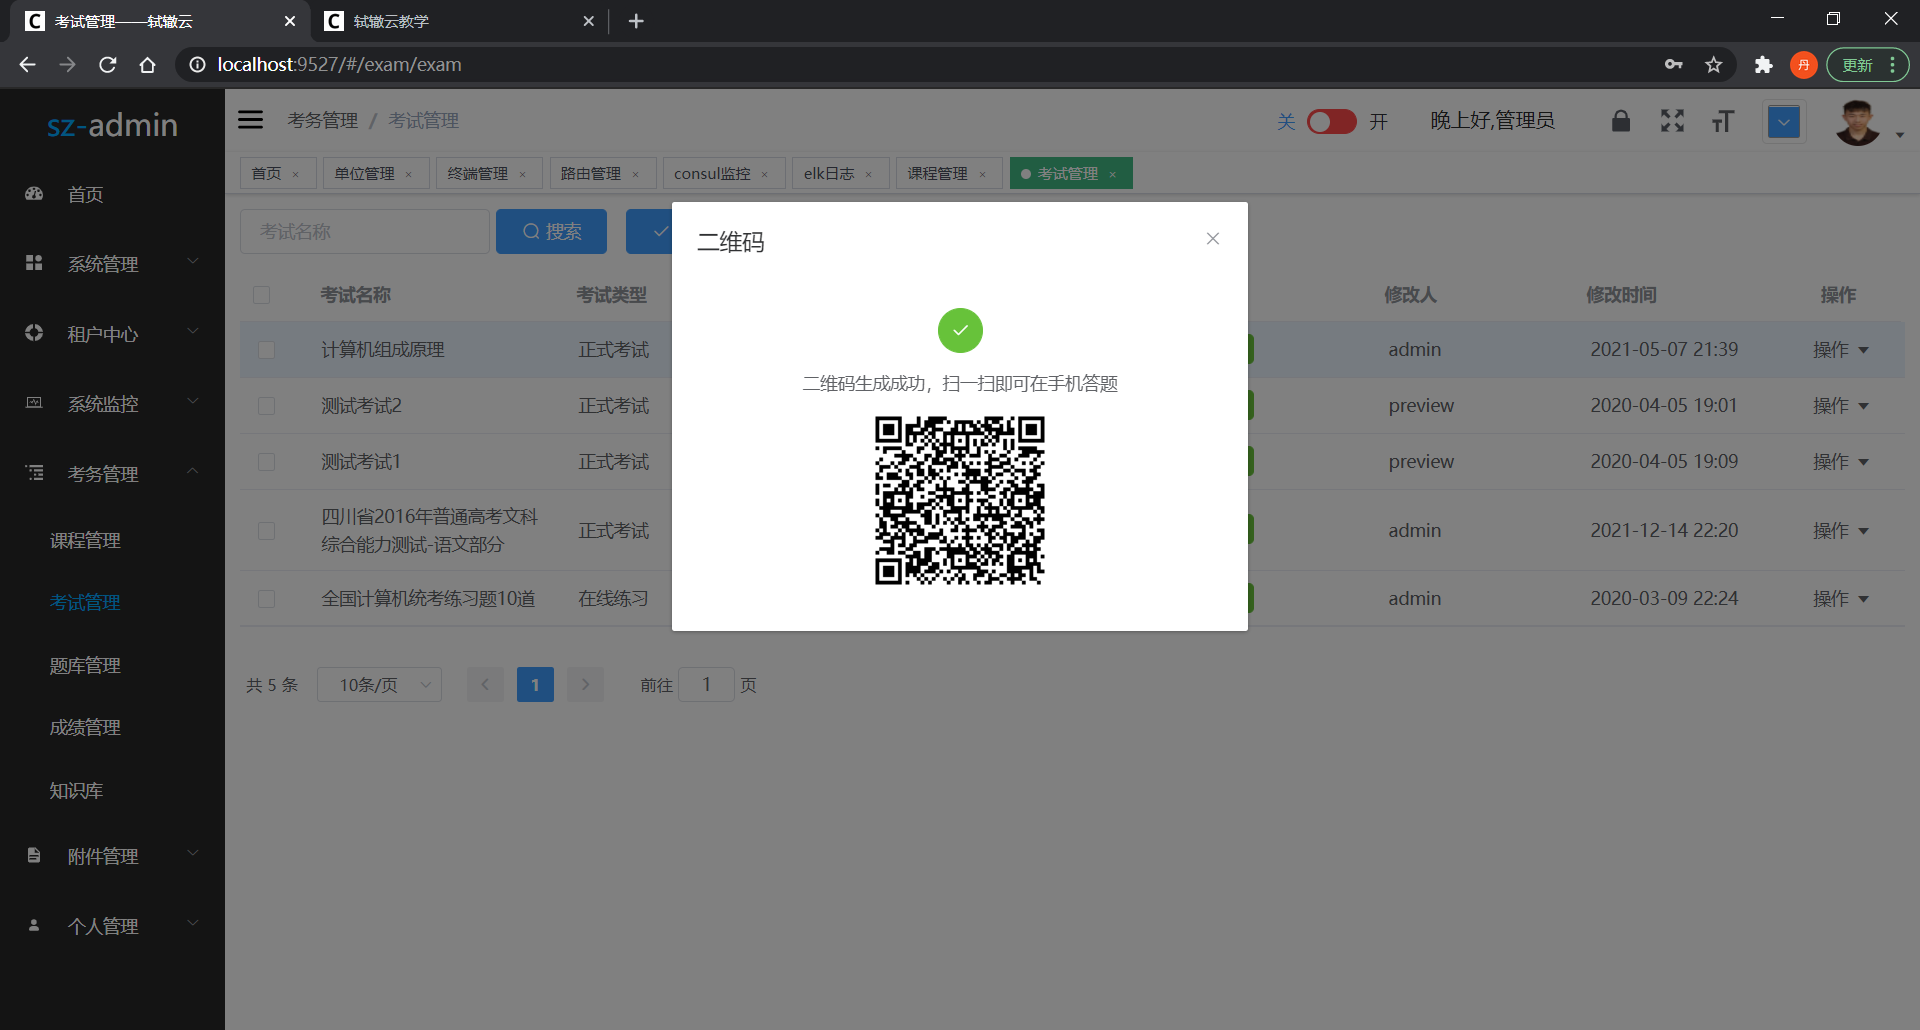 考试管理——轼辙云
轼辙云教学
localhost:9527/#/exam/exam
丹
更新
sz-admin
首页
系统管理
租户中心
系统监控
考务管理
课程管理
考试管理
题库管理
成绩管理
知识库
附件管理
个人管理
考务管理 / 考试管理
关 开 晚上好,管理员
首页 × 单位管理 × 终端管理 × 路由管理 × consul监控 × elk日志 × 课程管理 × 考试管理 ×
考试名称 搜索
考试名称 考试类型 修改人 修改时间 操作
计算机组成原理 正式考试 admin 2021-05-07 21:39 操作
测试考试2 正式考试 preview 2020-04-05 19:01 操作
测试考试1 正式考试 preview 2020-04-05 19:09 操作
四川省2016年普通高考文科
综合能力测试-语文部分 正式考试 admin 2021-12-14 22:20 操作
全国计算机统考练习题10道 在线练习 admin 2020-03-09 22:24 操作
二维码
二维码生成成功，扫一扫即可在手机答题
共 5 条 10条/页 1 前往 1 页